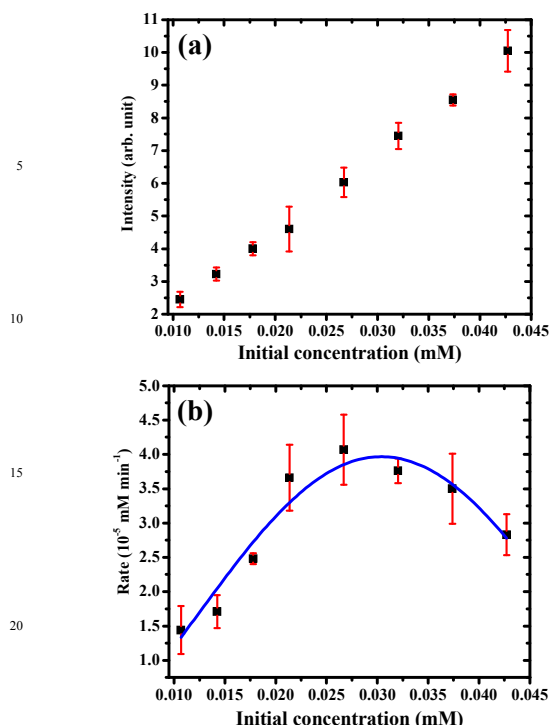 (a)
11
10
9
8
7
6
5
4
3
2
Intensity (arb. unit)
0.010 0.015 0.020 0.025 0.030 0.035 0.040 0.045
Initial concentration (mM)
5
10
(b)
5.0
4.5
4.0
3.5
3.0
2.5
2.0
1.5
1.0
Rate (10⁻⁵ mM min⁻¹)
0.010 0.015 0.020 0.025 0.030 0.035 0.040 0.045
Initial concentration (mM)
15
20